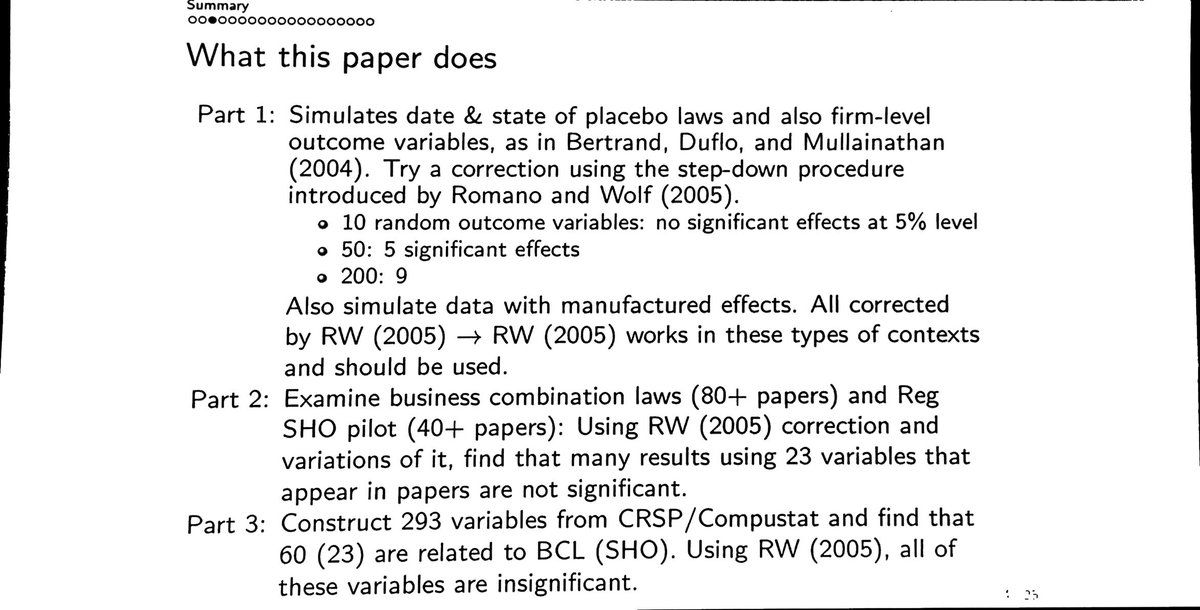 Summary
What this paper does
Part 1: Simulates date & state of placebo laws and also firm-level
outcome variables, as in Bertrand, Duflo, and Mullainathan
(2004). Try a correction using the step-down procedure
introduced by Romano and Wolf (2005).
10 random outcome variables: no significant effects at 5% level
50: 5 significant effects
200: 9
Also simulate data with manufactured effects. All corrected
by RW (2005) → RW (2005) works in these types of contexts
and should be used.
Part 2: Examine business combination laws (80+ papers) and Reg
SHO pilot (40+ papers): Using RW (2005) correction and
variations of it, find that many results using 23 variables that
appear in papers are not significant.
Part 3: Construct 293 variables from CRSP/Compustat and find that
60 (23) are related to BCL (SHO). Using RW (2005), all of
these variables are insignificant.